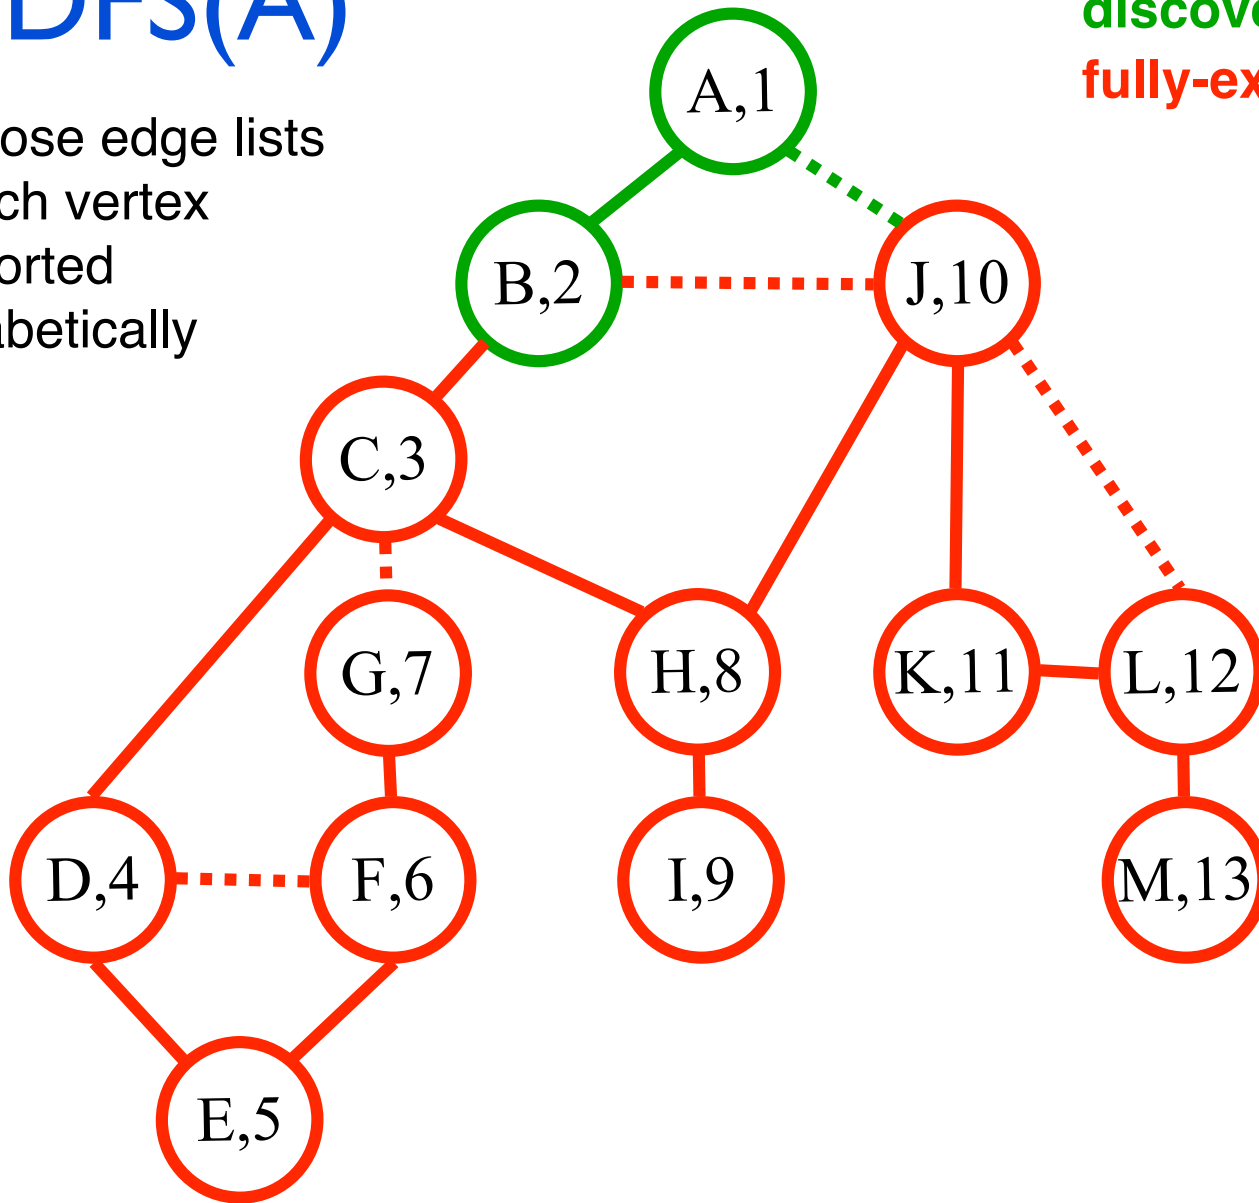 DFS(A)
discove
fully-ex
ose edge lists
ch vertex
orted
abetically
A,1
B,2
J,10
C,3
G,7
H,8
K,11
L,12
D,4
F,6
I,9
M,13
E,5